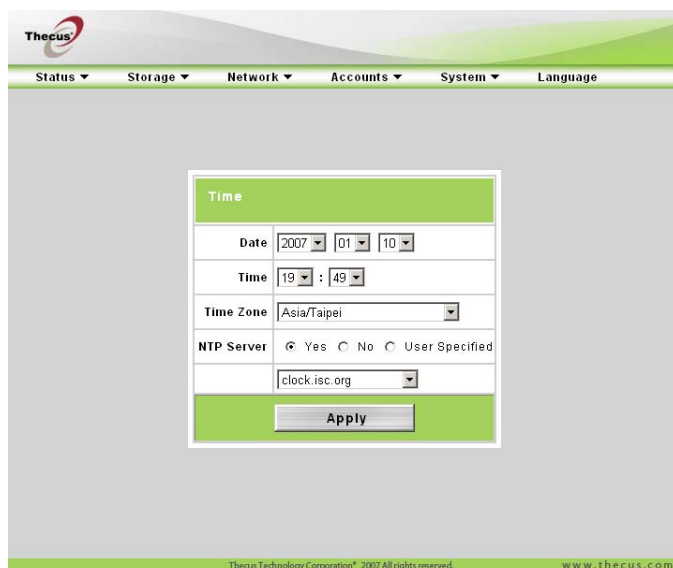 Thecus
Status Storage Network Accounts System Language
Time
Date 2007 01 10
Time 19 : 49
Time Zone Asia/Taipei
NTP Server Yes No User Specified
clock.isc.org
Apply
Thecus Technology Corporation® 2007 All rights reserved. www.thecus.com